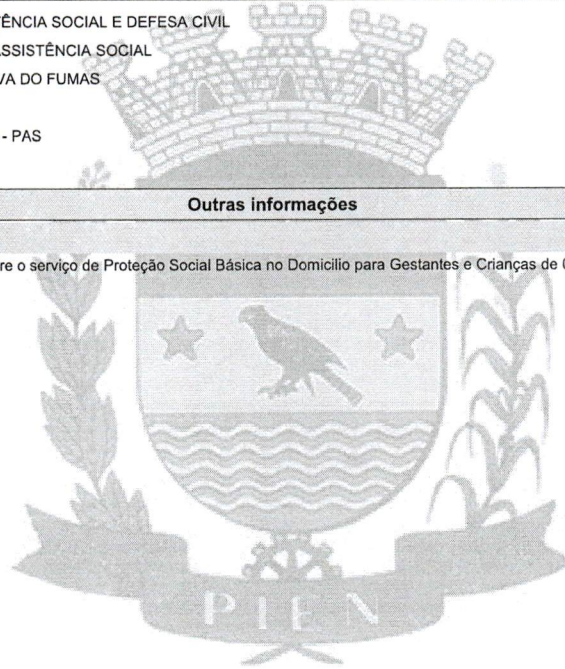 ÊNCIA SOCIAL E DEFESA CIVIL
ASSISTÊNCIA SOCIAL
VA DO FUMAS
- PAS
Outras informações
re o serviço de Proteção Social Básica no Domicilio para Gestantes e Crianças de
PIEN